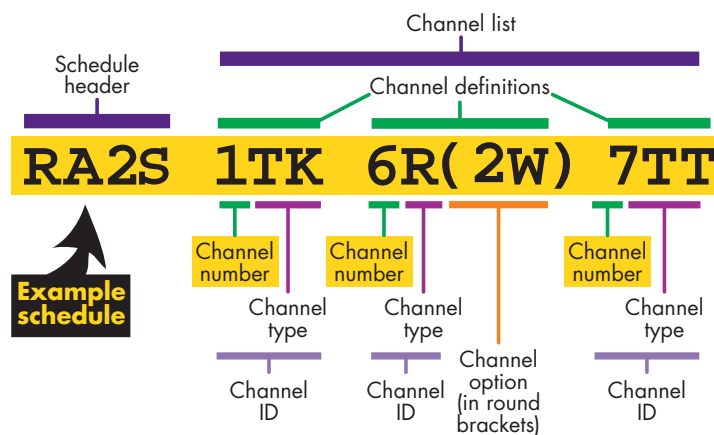 Channel list
Schedule
header
Channel definitions
RA2S 1TK 6R(2W) 7TT
Channel
number
Channel
number
Channel
number
Example
schedule
Channel
type
Channel
type
Channel
type
Channel
option
(in round
brackets)
Channel
ID
Channel
ID
Channel
ID